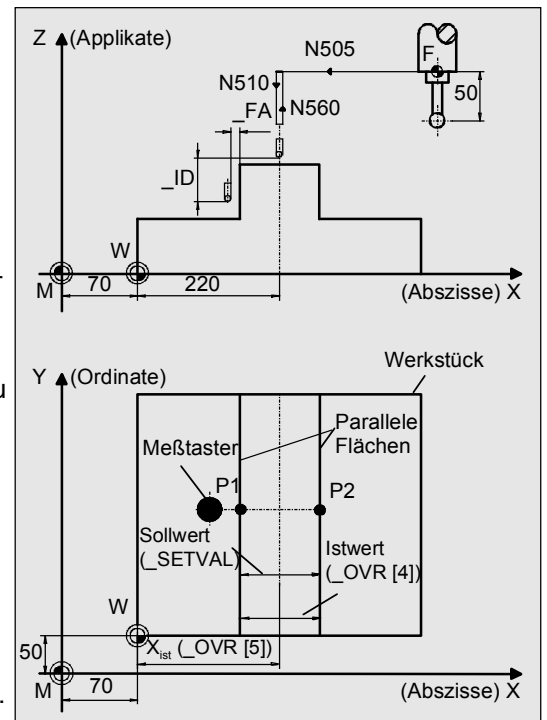 Z (Applikate)
F
N505
N510
50
_FA
N560
_ID
W
70
220
M
(Abszisse) X
Werkstück
Y (Ordinate)
u
Parallele
Flächen
Meßtaster
P1
P2
Sollwert
(_SETVAL)
Istwert
(_OVR [4])
W
X ist (_OVR [5])
50
M
70
(Abszisse) X